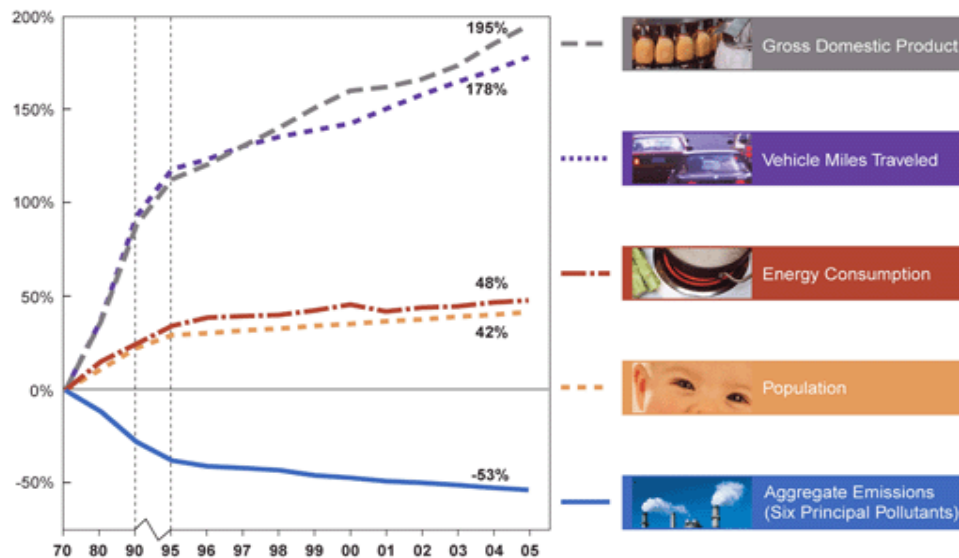 200%
150%
100%
50%
0%
-50%
195%
178%
48%
42%
-53%
70 80 90 95 96 97 98 99 00 01 02 03 04 05
Gross Domestic Product
Vehicle Miles Traveled
Energy Consumption
Population
Aggregate Emissions
(Six Principal Pollutants)